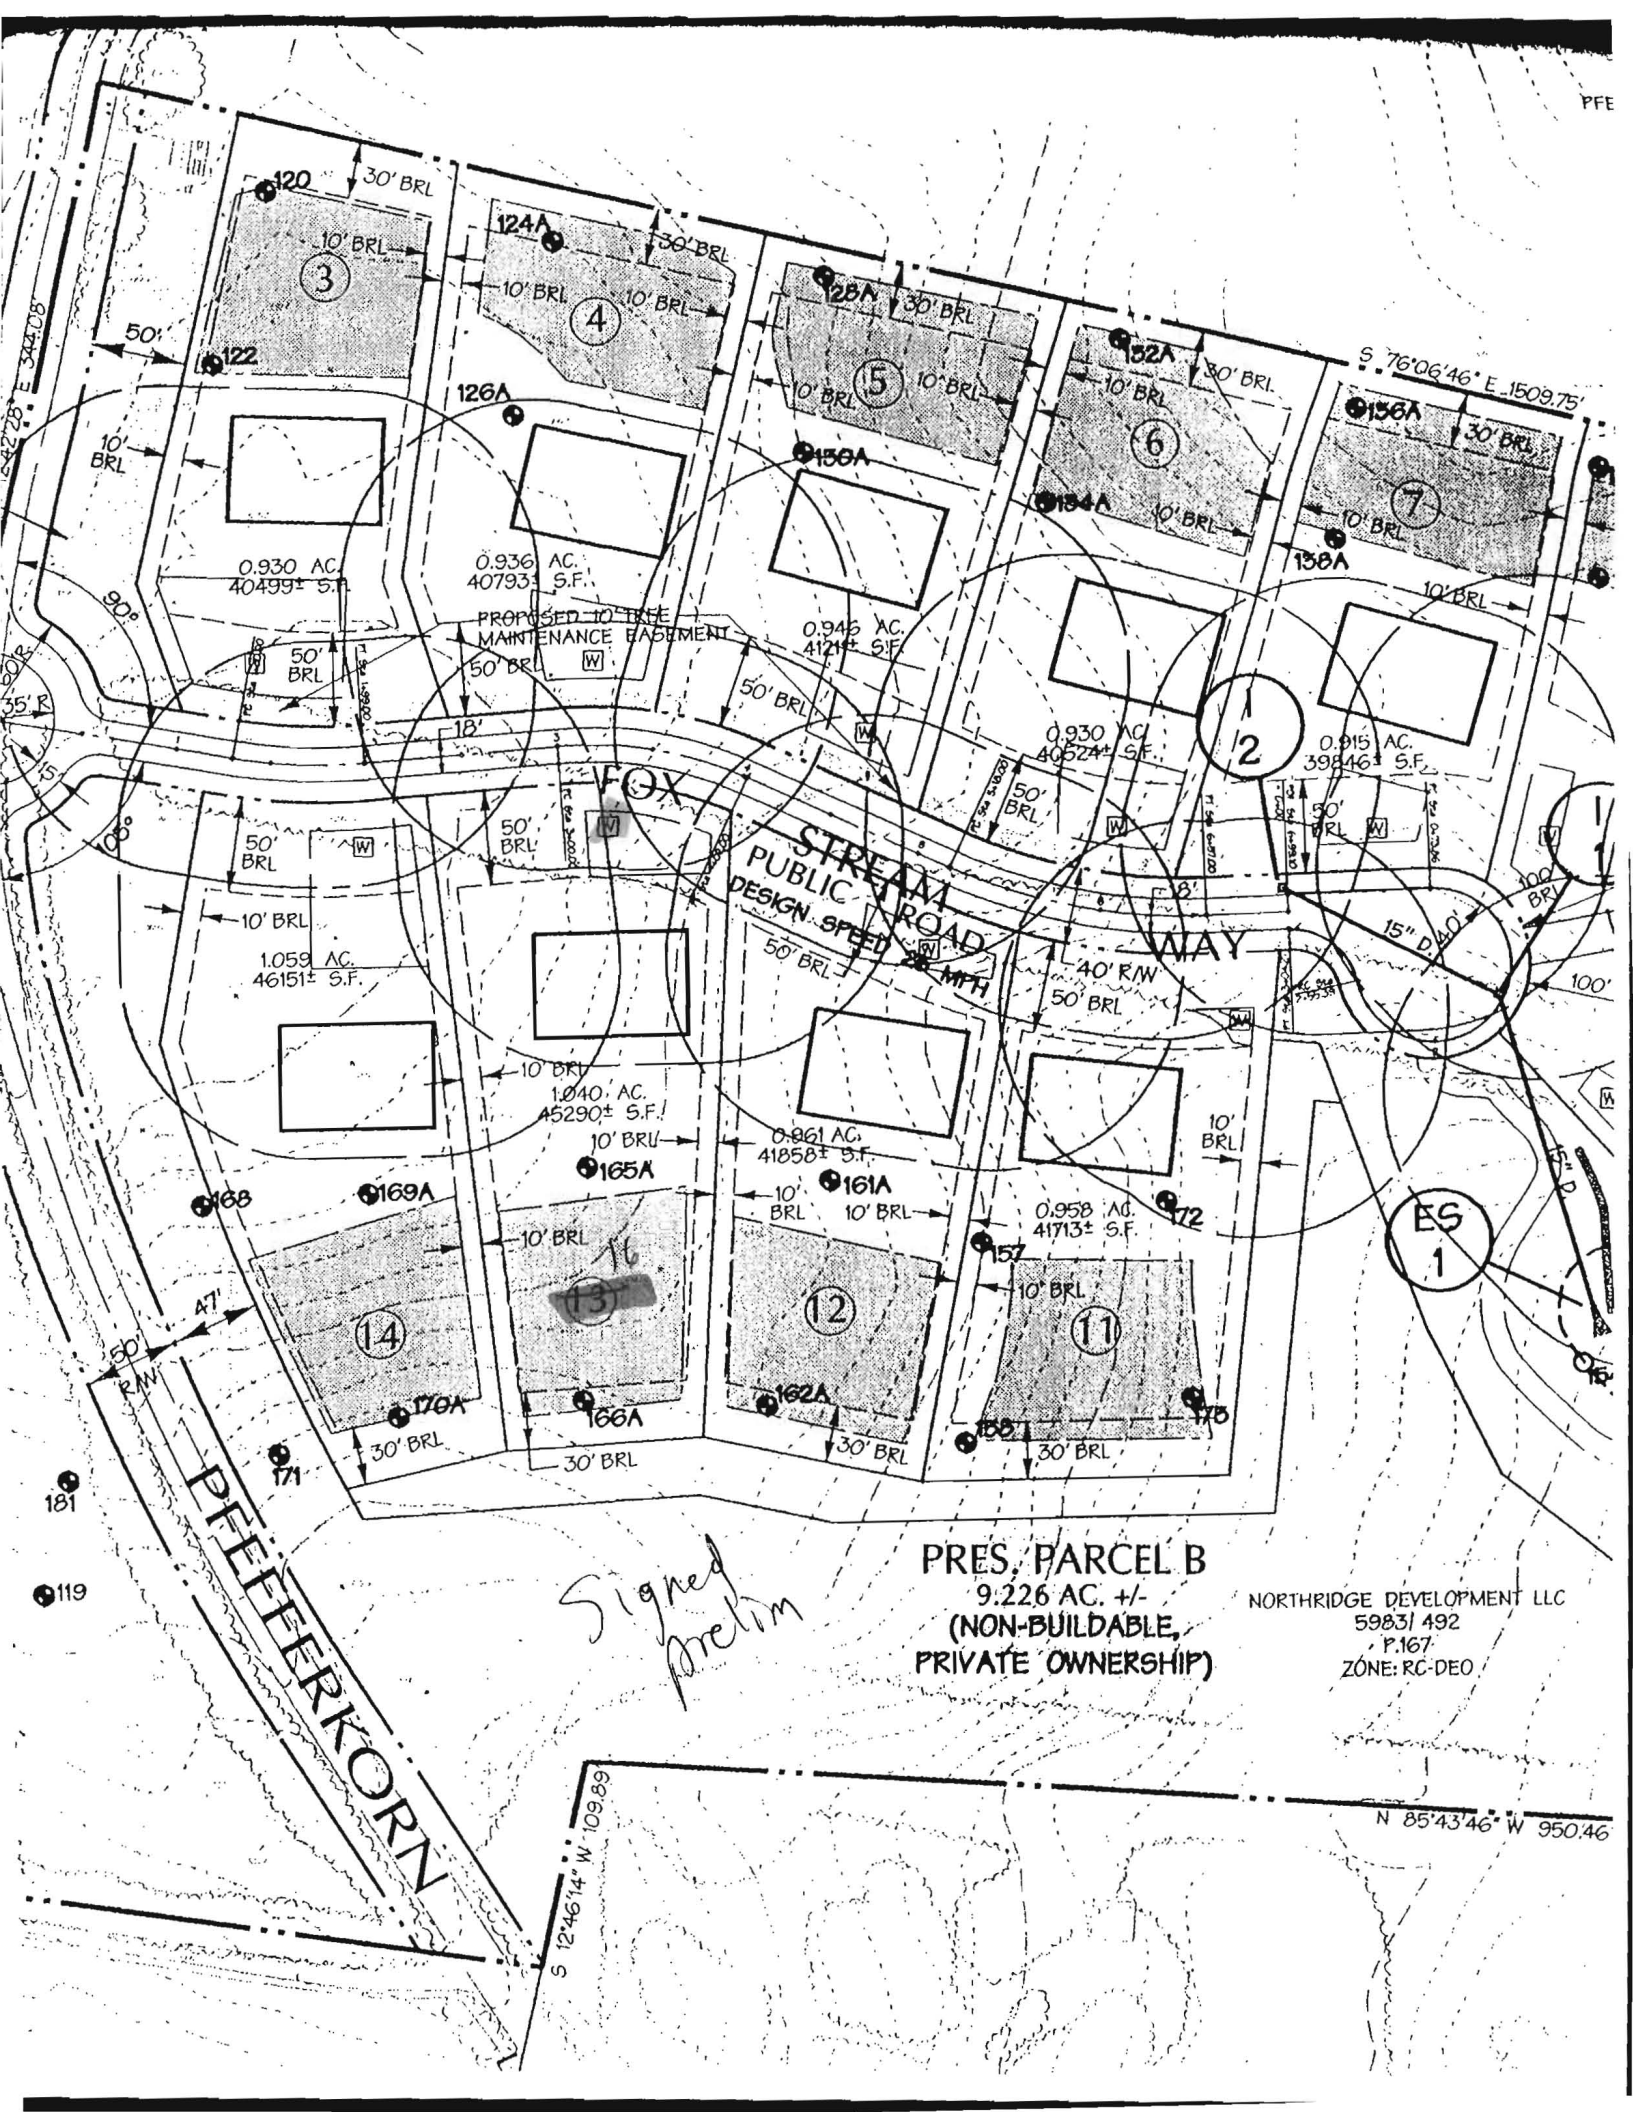 PFE
120
30' BRL
124A
30' BRL
10' BRL
3
10' BRL
4
10' BRL
128A
30' BRL
132A
30' BRL
S 76°06'46" E 1509.75'
50'
122
126A
10' BRL
5
10' BRL
10' BRL
6
136A
30' BRL
E 344.08'
10'
BRL
130A
134A
10' BRL
7
10' BRL
138A
10' BRL
90°
0.930 AC.
40499± S.F.
0.936 AC.
40793± S.F.
PROPOSED 10' TREE
MAINTENANCE EASEMENT
0.946 AC.
0.930 AC.
40524± S.F.
0.915 AC.
39846± S.F.
50'
BRL
W
50' BRL
W
50' BRL
W
1
2
35' R
15'
18'
FOX
STREAM
WAY
PUBLIC ROAD
DESIGN SPEED 25 MPH
50'
BRL
W
50'
BRL
W
50'
BRL
W
50'
BRL
W
W
100'
BRL
1
1
18'
15" D
40'
50' BRL
W
40' R/W
50' BRL
100'
W
10' BRL
1.059 AC.
46151± S.F.
10' BRL
1.040 AC.
45290± S.F.
10' BRL
0.961 AC.
41858± S.F.
10'
BRL
15" D
165A
161A
168
169A
10'
BRL
10' BRL
0.958 AC.
41713± S.F.
172
157
ES
1
10' BRL
16
13
12
10' BRL
11
14
47'
50'
R/W
170A
166A
162A
158
173
30' BRL
30' BRL
30' BRL
30' BRL
171
181
119
PFEFFERKORN
Signed
prelim
PRES. PARCEL B
9.226 AC. +/-
(NON-BUILDABLE,
PRIVATE OWNERSHIP)
NORTHRIDGE DEVELOPMENT LLC
5983/ 492
P.167
ZONE: RC-DEO
N 85°43'46" W 950.46
S 12°46'14" W 109.89